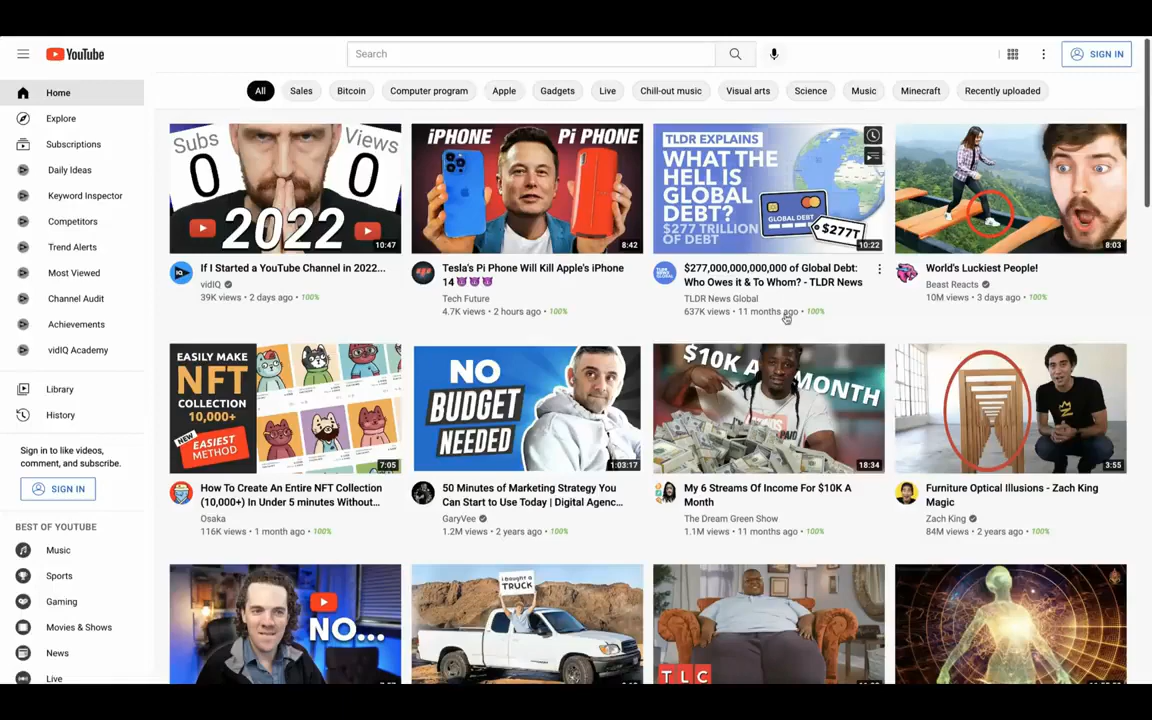 YouTube
Search
SIGN IN
Home
Explore
Subscriptions
Daily Ideas
Keyword Inspector
Competitors
Trend Alerts
Most Viewed
Channel Audit
Achievements
vidIQ Academy
Library
History
Sign in to like videos,
comment, and subscribe.
SIGN IN
BEST OF YOUTUBE
Music
Sports
Gaming
Movies & Shows
News
Live
All
Sales
Bitcoin
Computer program
Apple
Gadgets
Live
Chill-out music
Visual arts
Science
Music
Minecraft
Recently uploaded
Subs
Views
0
0
2022
10:47
If I Started a YouTube Channel in 2022...
vidIQ
39K views • 2 days ago • 100%
iPHONE
Pi PHONE
8:42
Tesla's Pi Phone Will Kill Apple's iPhone
14😈😈😈
Tech Future
4.7K views • 2 hours ago • 100%
TLDR EXPLAINS
WHAT THE
HELL IS
GLOBAL
DEBT?
$277 TRILLION
OF DEBT
GLOBAL DEBT
$277T
10:22
$277,000,000,000,000 of Global Debt:
Who Owes it & To Whom? - TLDR News
TLDR News Global
637K views • 11 months ago • 100%
8:03
World's Luckiest People!
Beast Reacts
10M views • 3 days ago • 100%
EASILY MAKE
NFT
COLLECTION
10,000+
NEW
EASIEST
METHOD
7:05
How To Create An Entire NFT Collection
(10,000+) In Under 5 minutes Without...
Osaka
116K views • 1 month ago • 100%
NO
BUDGET
NEEDED
1:03:17
50 Minutes of Marketing Strategy You
Can Start to Use Today | Digital Agenc...
GaryVee
1.2M views • 2 years ago • 100%
$10K A MONTH
PAID
18:34
My 6 Streams Of Income For $10K A
Month
The Dream Green Show
1.1M views • 11 months ago • 100%
3:55
Furniture Optical Illusions - Zach King
Magic
Zach King
84M views • 2 years ago • 100%
NO...
i bought a
TRUCK
TLC